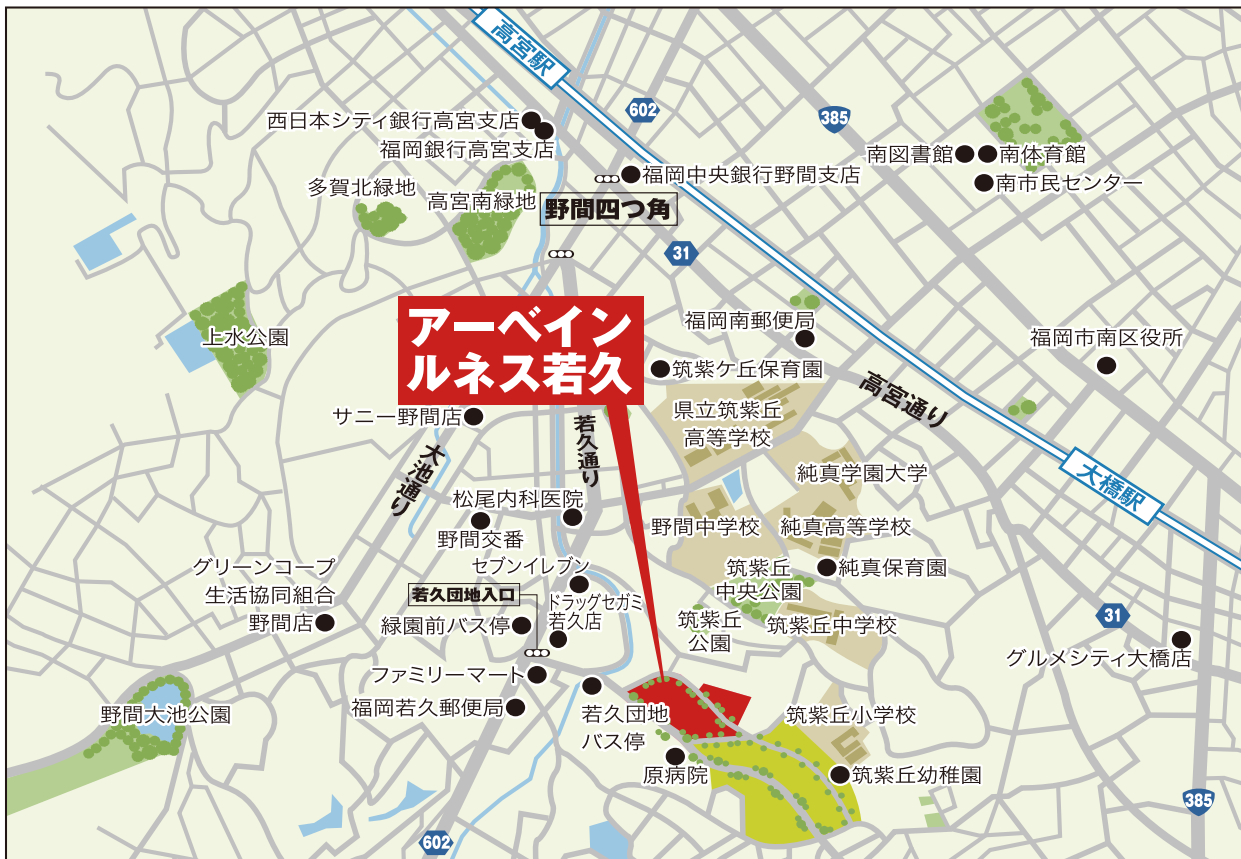 高宮駅
602
385
西日本シティ銀行高宮支店
福岡銀行高宮支店
南図書館
南体育館
南市民センター
福岡中央銀行野間支店
多賀北緑地
高宮南緑地
野間四つ角
31
アーベイン
ルネス若久
福岡南郵便局
上水公園
福岡市南区役所
筑紫ケ丘保育園
高宮通り
サニー野間店
県立筑紫丘
高等学校
若久通り
大池通り
純真学園大学
大橋駅
松尾内科医院
野間交番
野間中学校
純真高等学校
セブンイレブン
グリーンコープ
生活協同組合
野間店
若久団地入口
ドラッグセガミ
若久店
緑園前バス停
筑紫丘
中央公園
純真保育園
筑紫丘
公園
筑紫丘中学校
31
グルメシティ大橋店
ファミリーマート
福岡若久郵便局
野間大池公園
若久団地
バス停
筑紫丘小学校
原病院
筑紫丘幼稚園
385
602